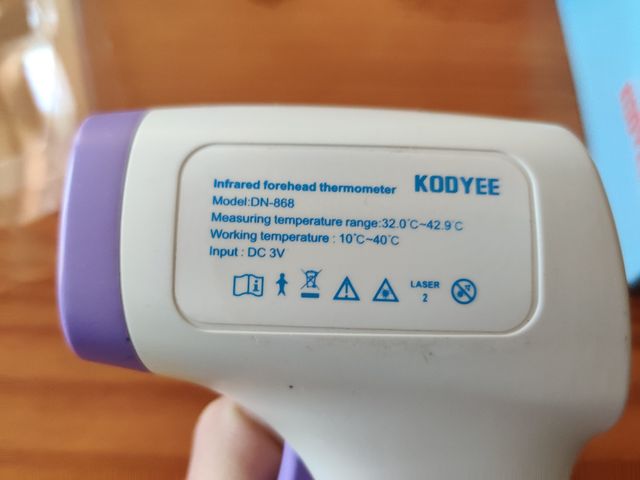 Infrared forehead thermometer KODYEE
Model:DN-868
Measuring temperature range:32.0°C~42.9°C
Working temperature : 10°C~40°C
Input : DC 3V
LASER
2